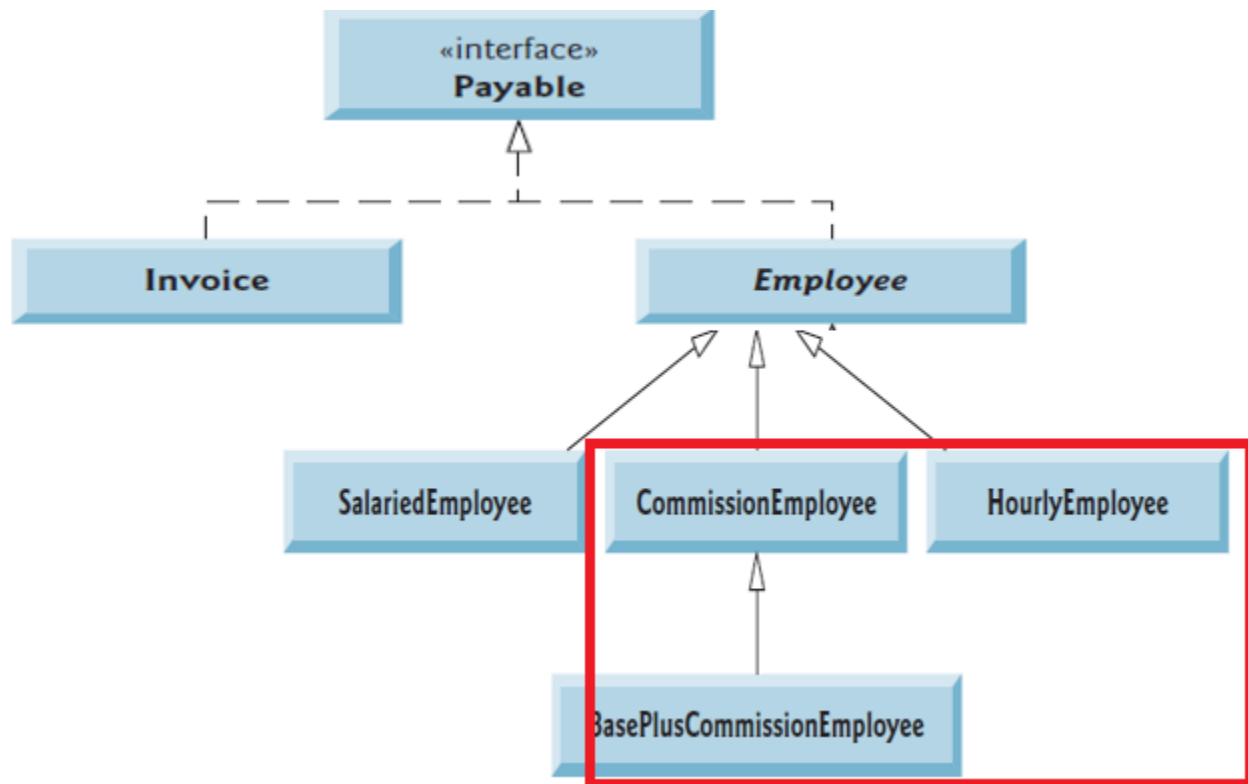 «interface»
Payable
Invoice
Employee
SalariedEmployee
CommissionEmployee
HourlyEmployee
BasePlusCommissionEmployee